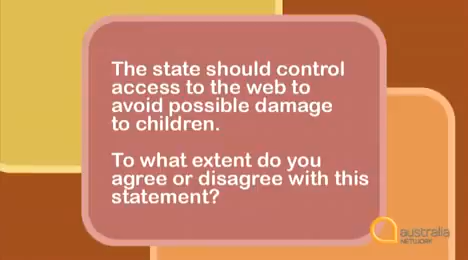 The state should control
access to the web to
avoid possible damage
to children.
To what extent do you
agree or disagree with this
statement?
australia
NETWORK